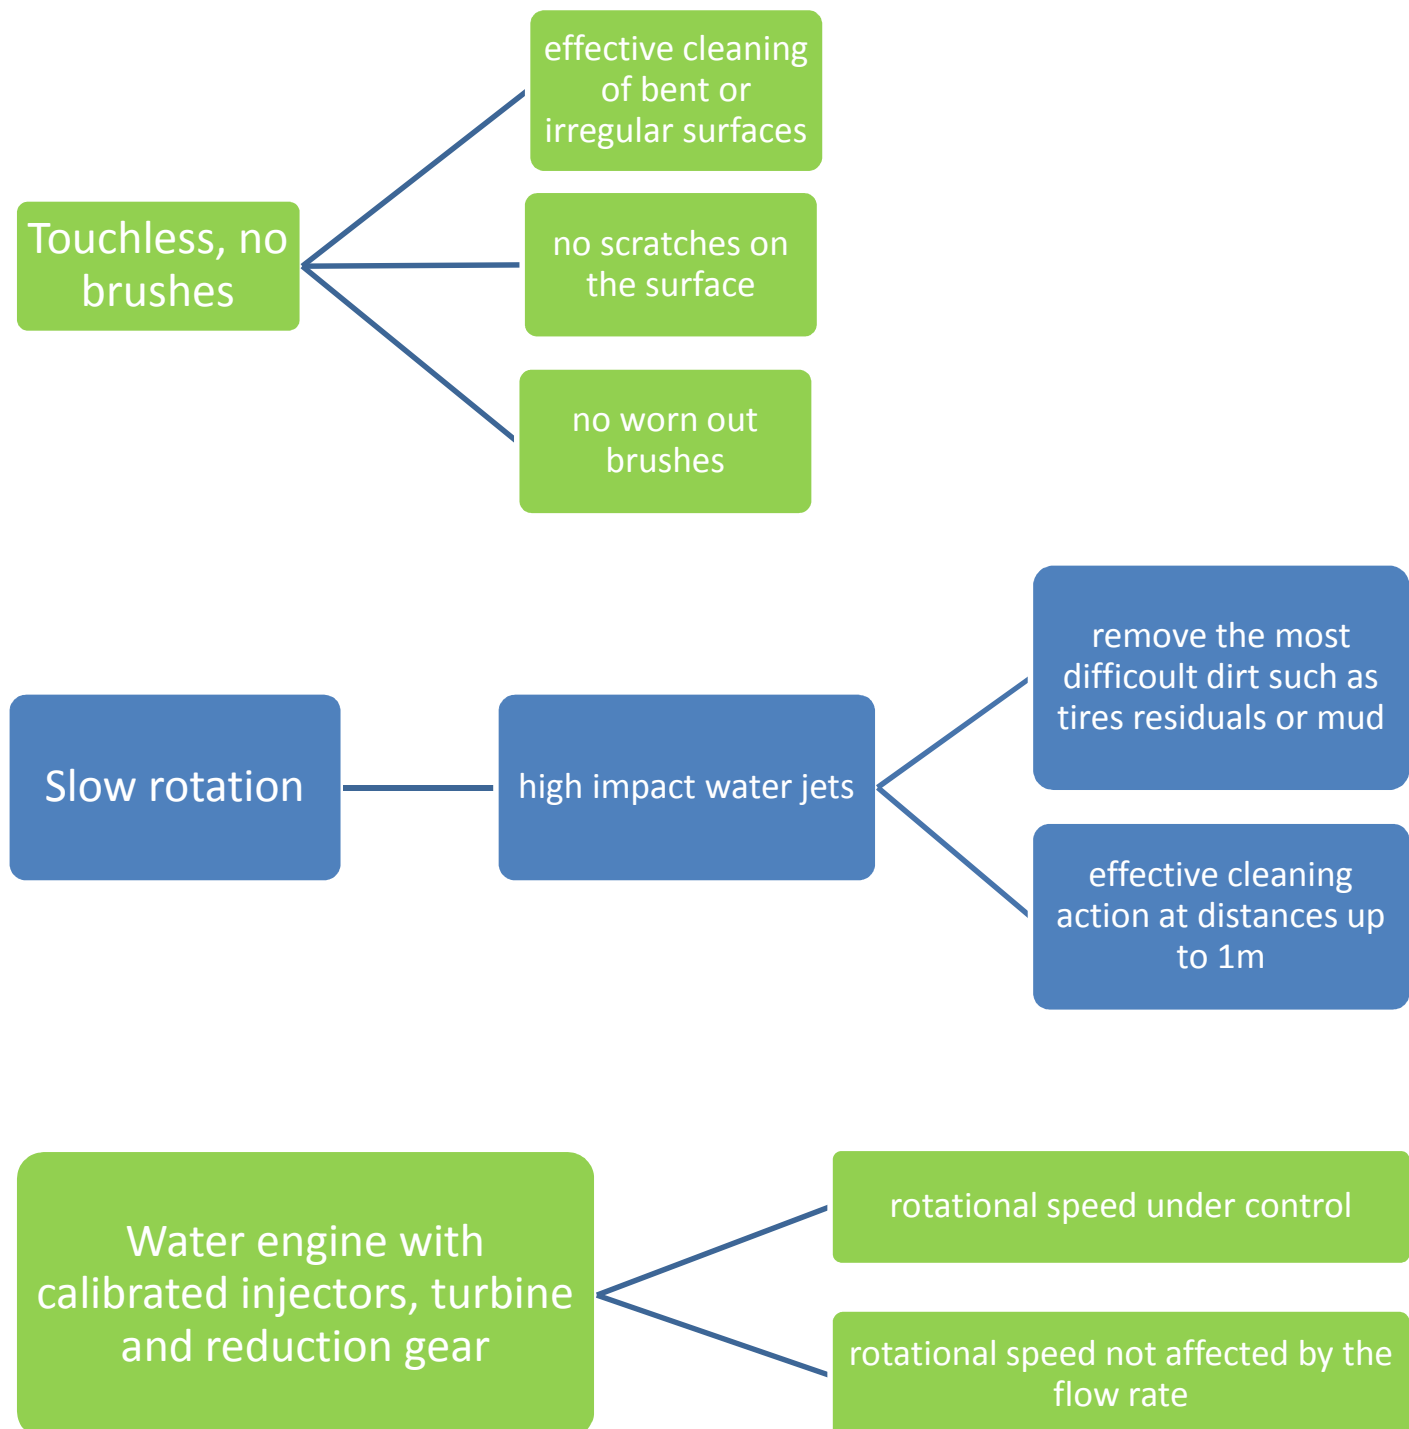 effective cleaning
of bent or
irregular surfaces
Touchless, no
brushes
no scratches on
the surface
no worn out
brushes
remove the most
difficoult dirt such as
tires residuals or mud
Slow rotation
high impact water jets
effective cleaning
action at distances up
to 1m
Water engine with
calibrated injectors, turbine
and reduction gear
rotational speed under control
rotational speed not affected by the
flow rate